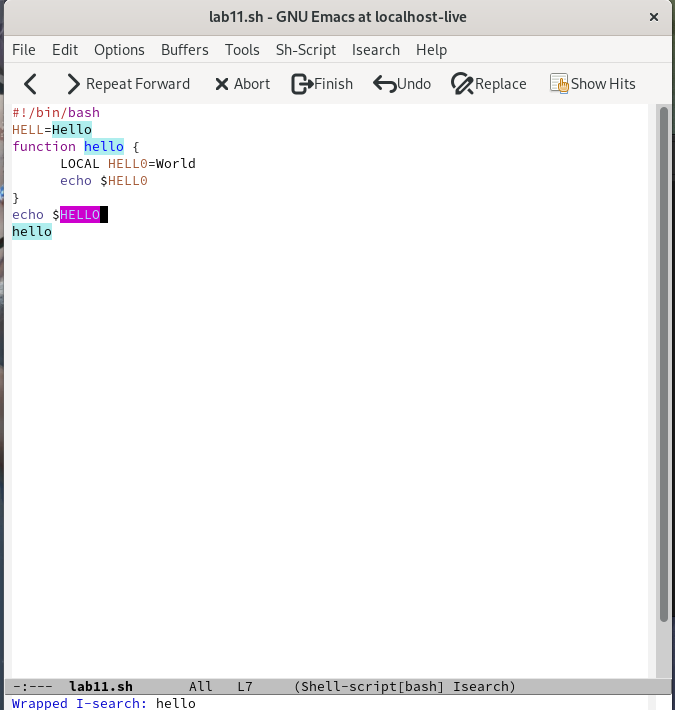 lab11.sh - GNU Emacs at localhost-live ×
File Edit Options Buffers Tools Sh-Script Isearch Help
Repeat Forward Abort Finish Undo Replace Show Hits
#!/bin/bash
HELL=Hello
function hello {
LOCAL HELL0=World
echo $HELL0
}
echo $HELLO
hello
-:--- lab11.sh All L7 (Shell-script[bash] Isearch)
Wrapped I-search: hello